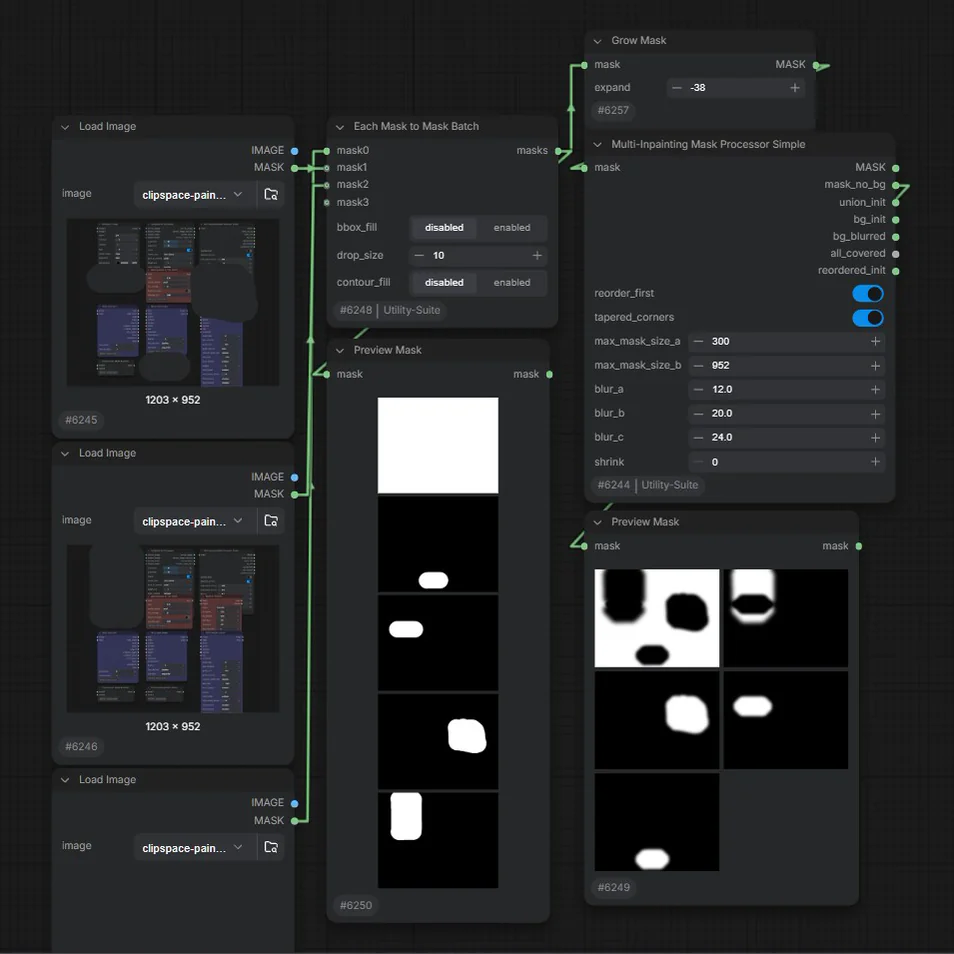 Load Image
IMAGE
MASK
image clipspace-pain...
1203 × 952
#6245
Load Image
IMAGE
MASK
image clipspace-pain...
1203 × 952
#6246
Load Image
IMAGE
MASK
image clipspace-pain...
Each Mask to Mask Batch
mask0 masks
mask1
mask2
mask3
bbox_fill disabled enabled
drop_size 10
contour_fill disabled enabled
#6248 | Utility-Suite
Preview Mask
mask mask
#6250
Grow Mask
mask MASK
expand -38
#6257
Multi-Inpainting Mask Processor Simple
mask MASK
mask_no_bg
union_init
bg_init
bg_blurred
all_covered
reordered_init
reorder_first
tapered_corners
max_mask_size_a 300
max_mask_size_b 952
blur_a 12.0
blur_b 20.0
blur_c 24.0
shrink 0
#6244 | Utility-Suite
Preview Mask
mask mask
#6249